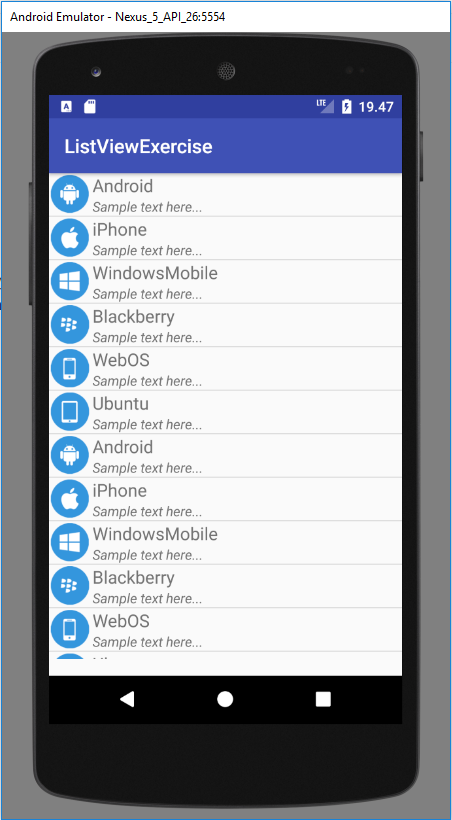 Android Emulator - Nexus_5_API_26:5554
A LTE 19.47
ListViewExercise
Android
Sample text here...
iPhone
Sample text here...
WindowsMobile
Sample text here...
Blackberry
Sample text here...
WebOS
Sample text here...
Ubuntu
Sample text here...
Android
Sample text here...
iPhone
Sample text here...
WindowsMobile
Sample text here...
Blackberry
Sample text here...
WebOS
Sample text here...